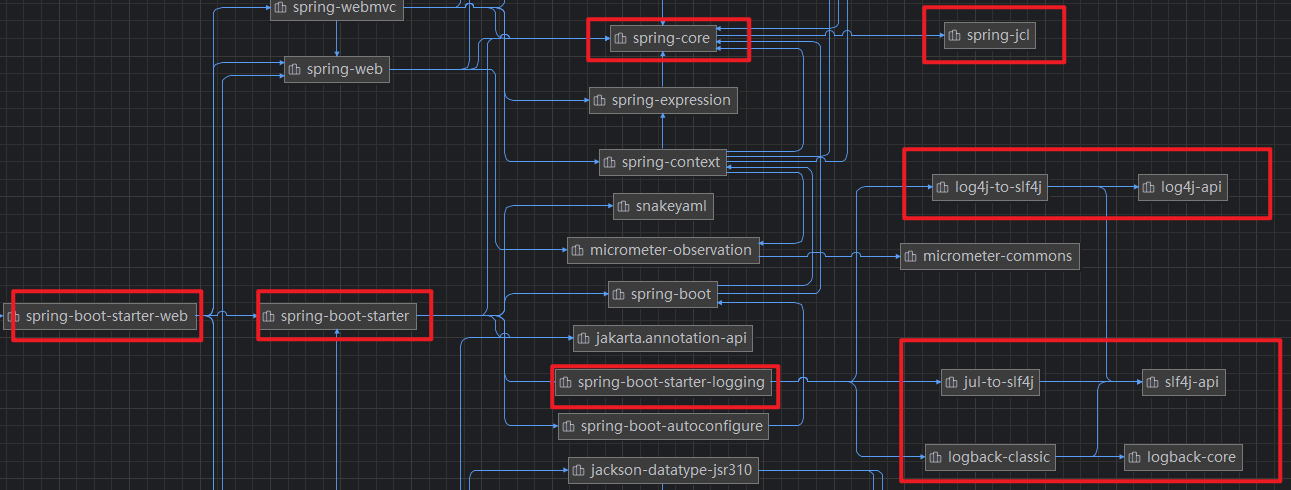 spring-webmvc
spring-core
spring-jcl
spring-web
spring-expression
spring-context
log4j-to-slf4j
log4j-api
snakeyaml
micrometer-observation
micrometer-commons
spring-boot
spring-boot-starter-web
spring-boot-starter
jakarta.annotation-api
spring-boot-starter-logging
jul-to-slf4j
slf4j-api
spring-boot-autoconfigure
logback-classic
logback-core
jackson-datatype-jsr310